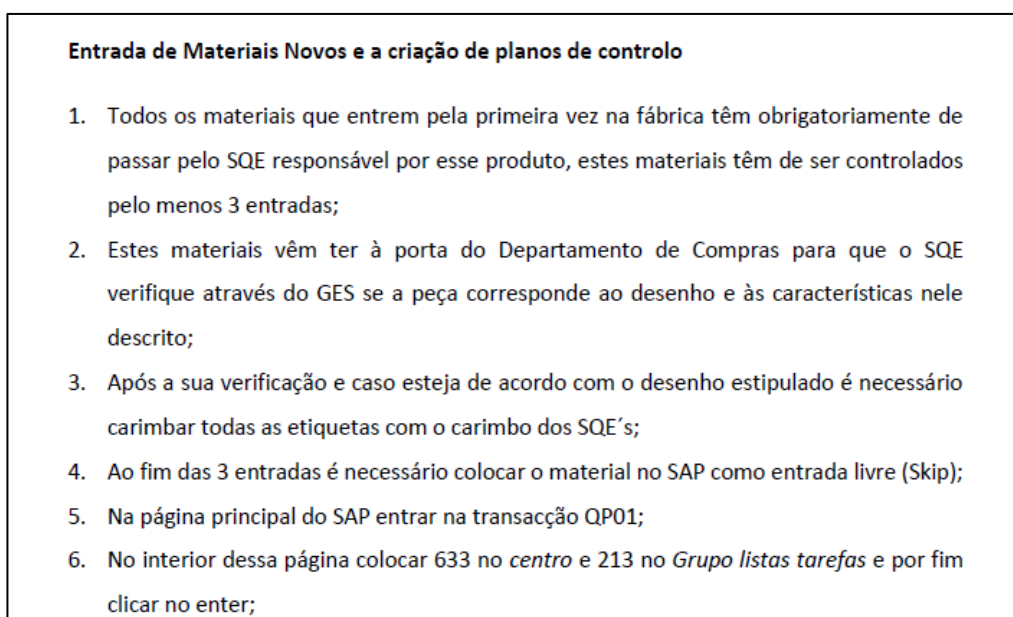 Entrada de Materiais Novos e a criação de planos de controlo
1. Todos os materiais que entrem pela primeira vez na fábrica têm obrigatoriamente de
passar pelo SQE responsável por esse produto, estes materiais têm de ser controlados
pelo menos 3 entradas;
2. Estes materiais vêm ter à porta do Departamento de Compras para que o SQE
verifique através do GES se a peça corresponde ao desenho e às características nele
descrito;
3. Após a sua verificação e caso esteja de acordo com o desenho estipulado é necessário
carimbar todas as etiquetas com o carimbo dos SQE´s;
4. Ao fim das 3 entradas é necessário colocar o material no SAP como entrada livre (Skip);
5. Na página principal do SAP entrar na transacção QP01;
6. No interior dessa página colocar 633 no centro e 213 no Grupo listas tarefas e por fim
clicar no enter;